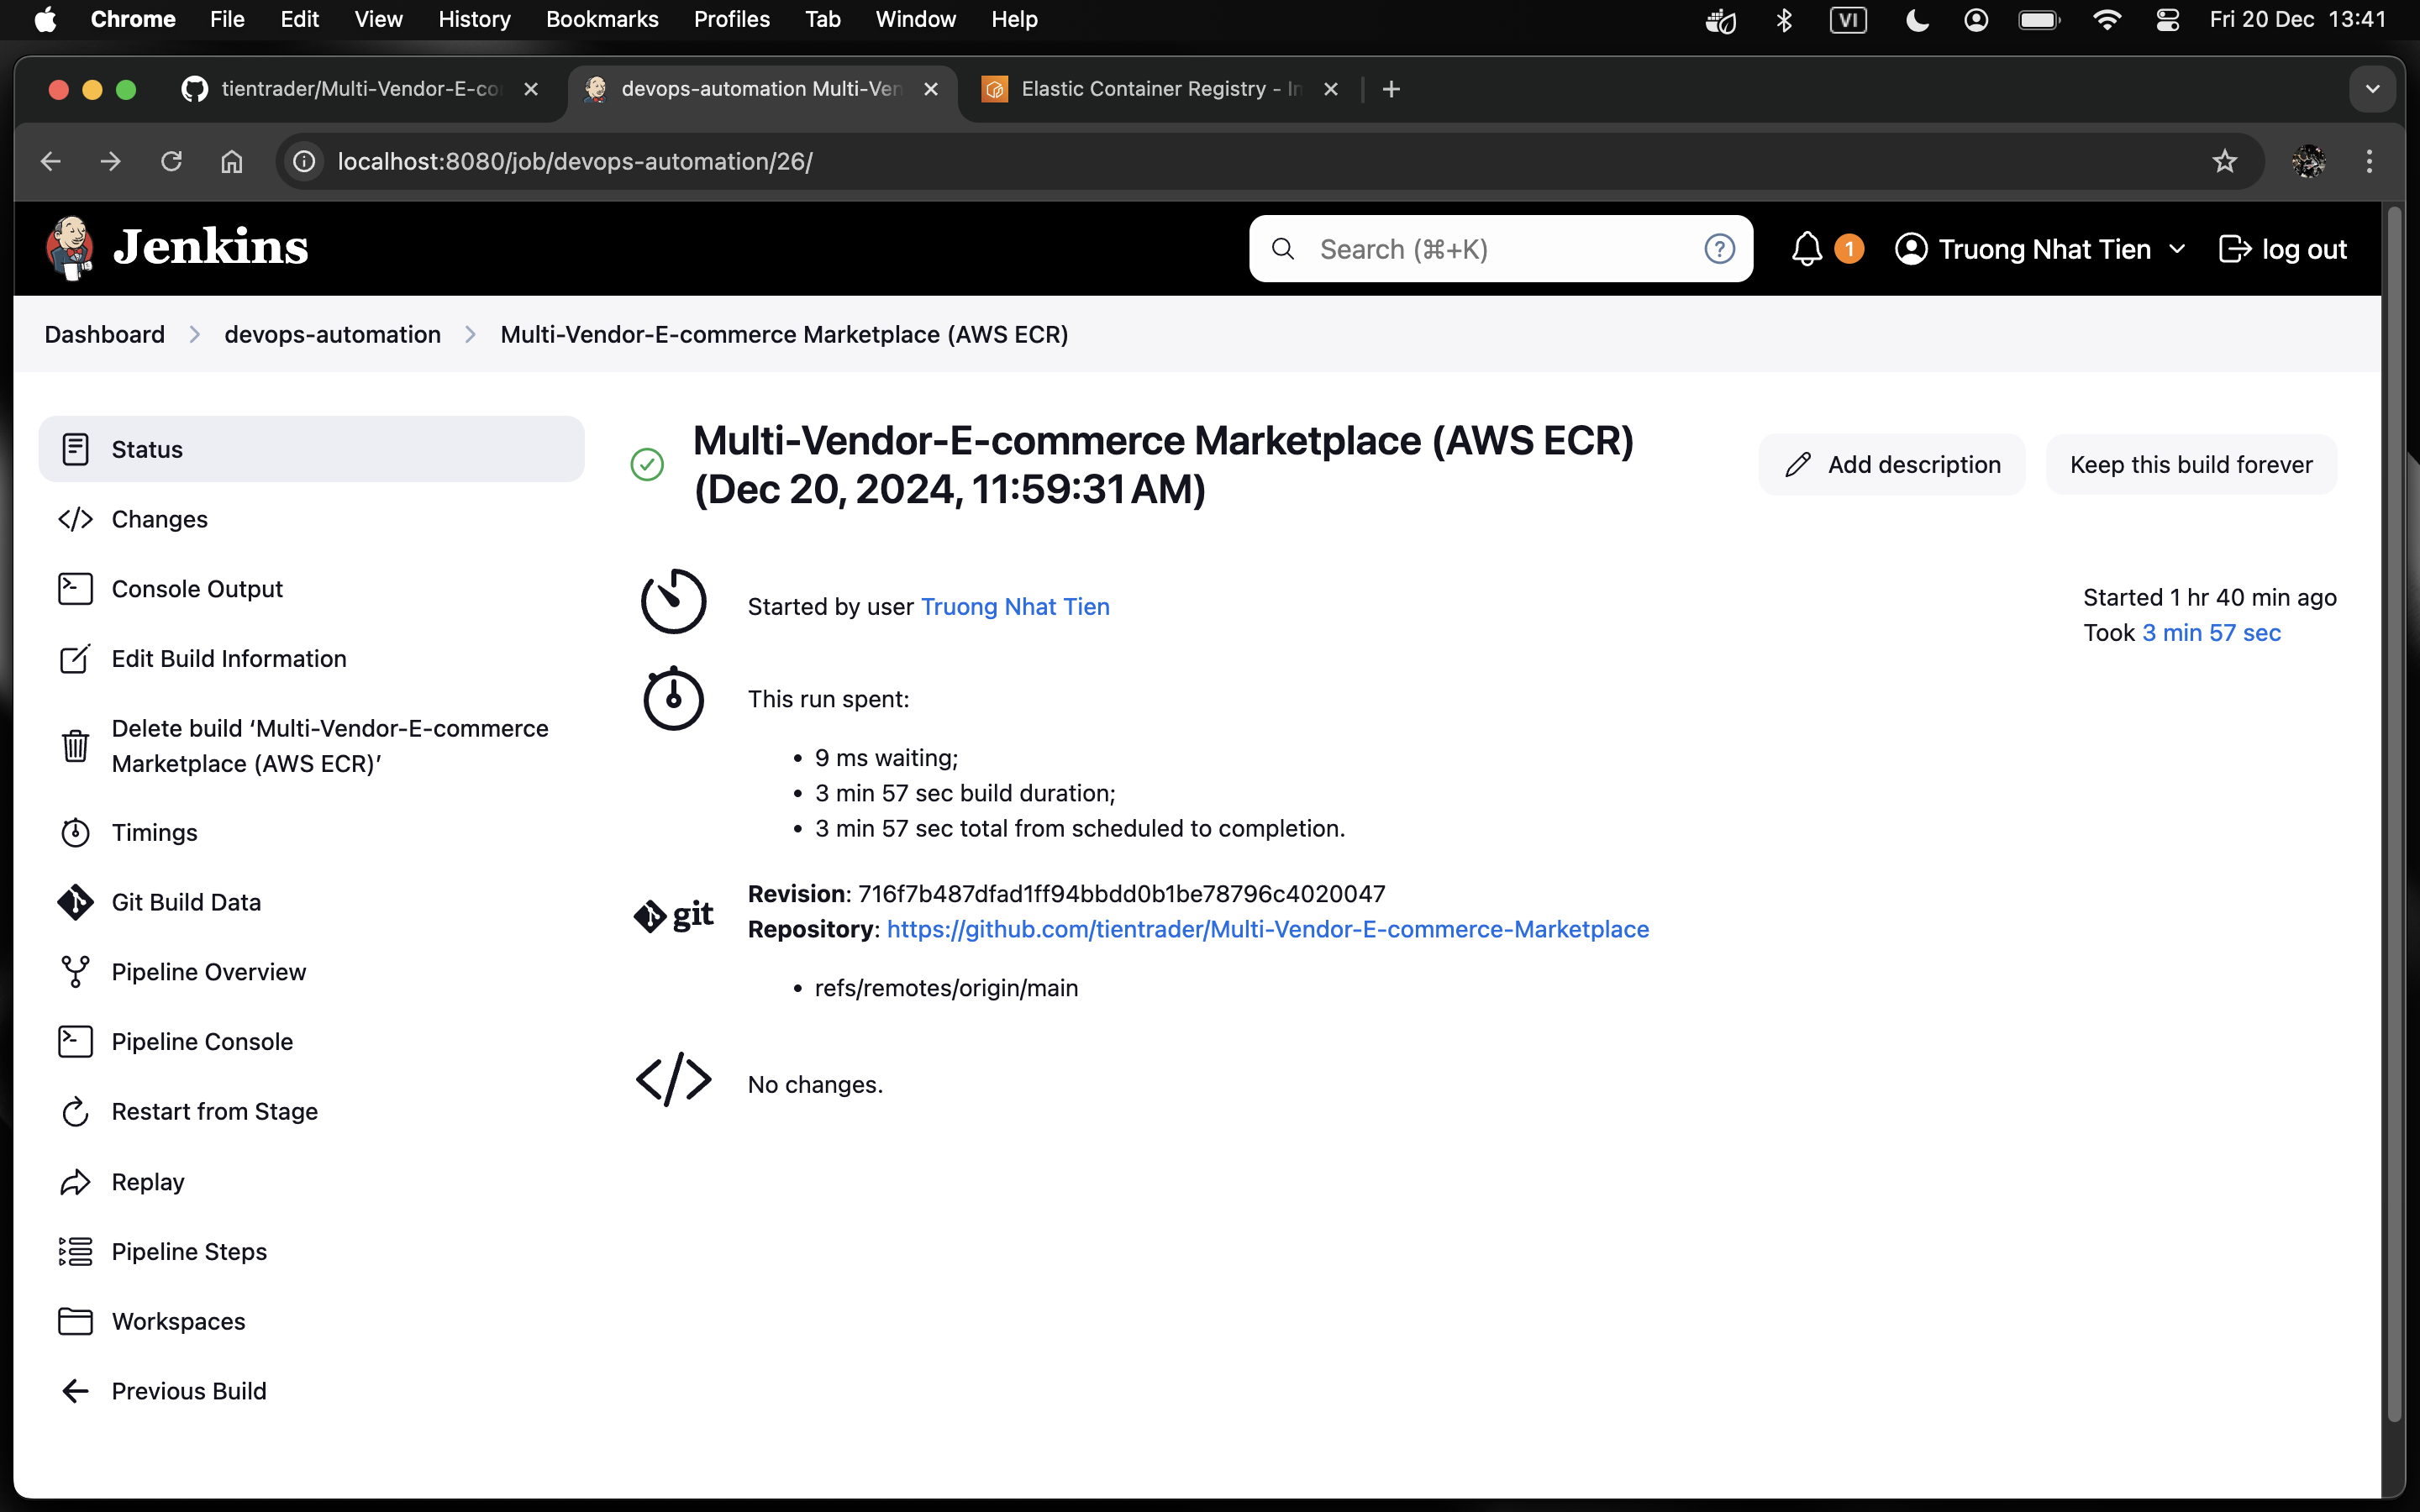 Chrome File Edit View History Bookmarks Profiles Tab Window Help VI Fri 20 Dec 13:41
tientrader/Multi-Vendor-E-co devops-automation Multi-Ven Elastic Container Registry - In
localhost:8080/job/devops-automation/26/
Jenkins Search (⌘+K) ? 1 Truong Nhat Tien log out
Dashboard > devops-automation > Multi-Vendor-E-commerce Marketplace (AWS ECR)
Status
Changes
Console Output
Edit Build Information
Delete build ‘Multi-Vendor-E-commerce
Marketplace (AWS ECR)’
Timings
Git Build Data
Pipeline Overview
Pipeline Console
Restart from Stage
Replay
Pipeline Steps
Workspaces
Previous Build
Multi-Vendor-E-commerce Marketplace (AWS ECR)
(Dec 20, 2024, 11:59:31 AM)
Add description
Keep this build forever
Started by user Truong Nhat Tien
Started 1 hr 40 min ago
Took 3 min 57 sec
This run spent:
• 9 ms waiting;
• 3 min 57 sec build duration;
• 3 min 57 sec total from scheduled to completion.
git
Revision: 716f7b487dfad1ff94bbdd0b1be78796c4020047
Repository: https://github.com/tientrader/Multi-Vendor-E-commerce-Marketplace
• refs/remotes/origin/main
No changes.